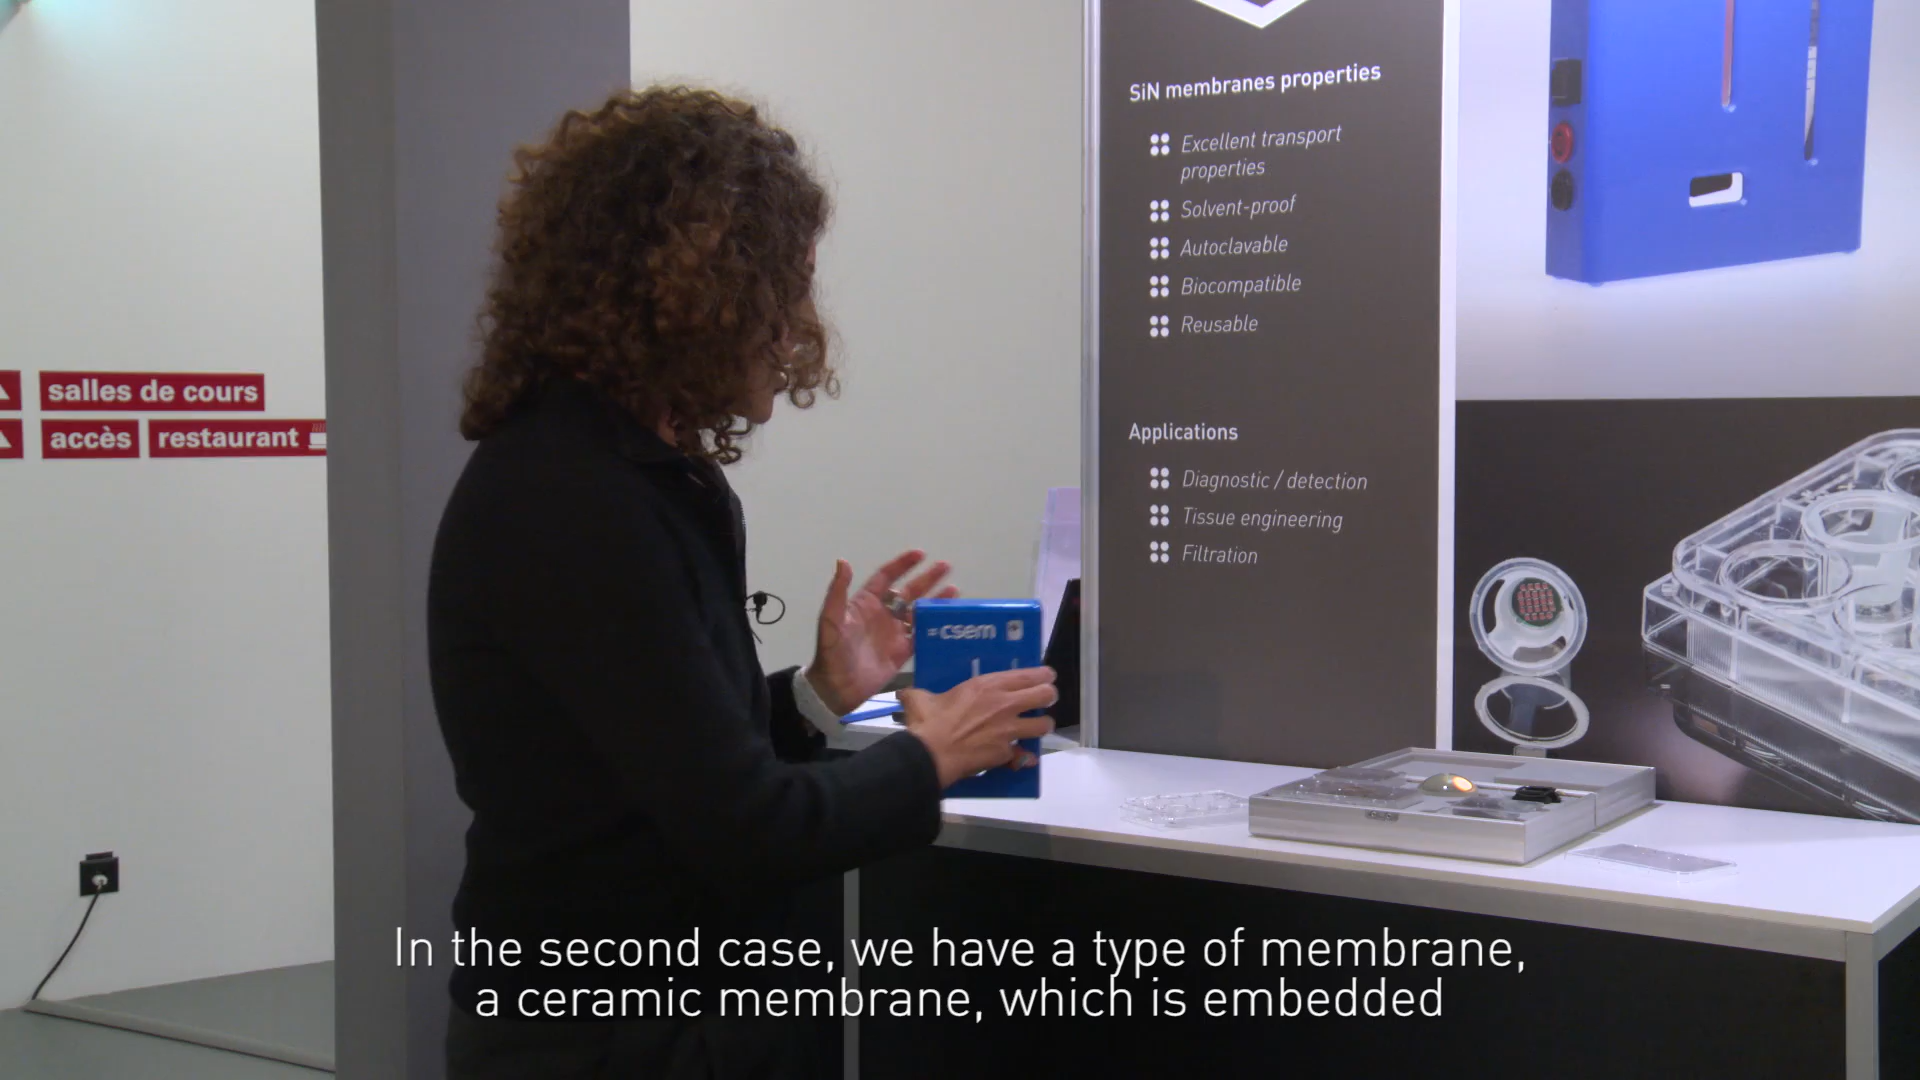 salles de cours
accès restaurant
SiN membranes properties
Excellent transport
properties
Solvent-proof
Autoclavable
Biocompatible
Reusable
Applications
Diagnostic / detection
Tissue engineering
Filtration
csem
In the second case, we have a type of membrane,
a ceramic membrane, which is embedded